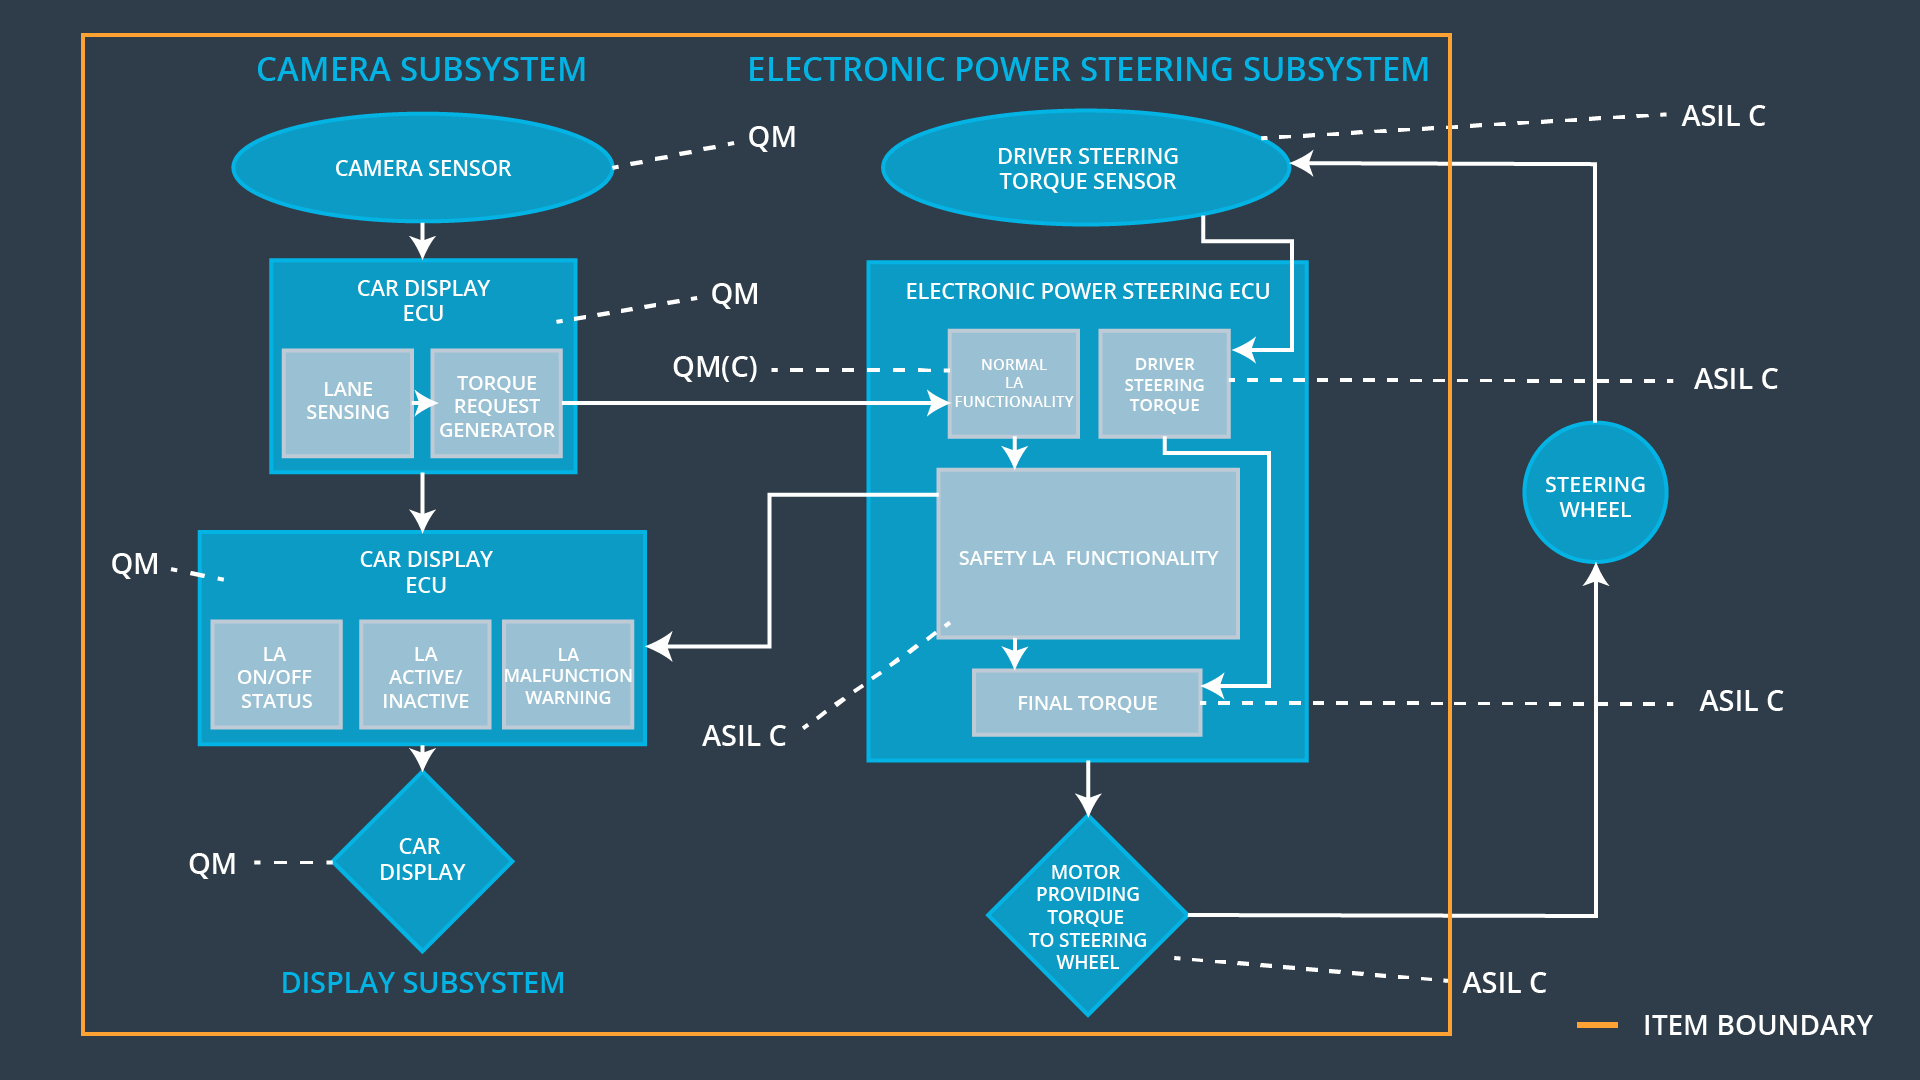 CAMERA SUBSYSTEM
ELECTRONIC POWER STEERING SUBSYSTEM
CAMERA SENSOR
QM
DRIVER STEERING
TORQUE SENSOR
ASIL C
CAR DISPLAY
ECU
QM
LANE
SENSING
TORQUE
REQUEST
GENERATOR
QM(C)
ELECTRONIC POWER STEERING ECU
NORMAL
LA
FUNCTIONALITY
DRIVER
STEERING
TORQUE
ASIL C
STEERING
WHEEL
SAFETY LA FUNCTIONALITY
QM
CAR DISPLAY
ECU
LA
ON/OFF
STATUS
LA
ACTIVE/
INACTIVE
LA
MALFUNCTION
WARNING
ASIL C
FINAL TORQUE
ASIL C
QM
CAR
DISPLAY
MOTOR
PROVIDING
TORQUE
TO STEERING
WHEEL
ASIL C
DISPLAY SUBSYSTEM
ITEM BOUNDARY